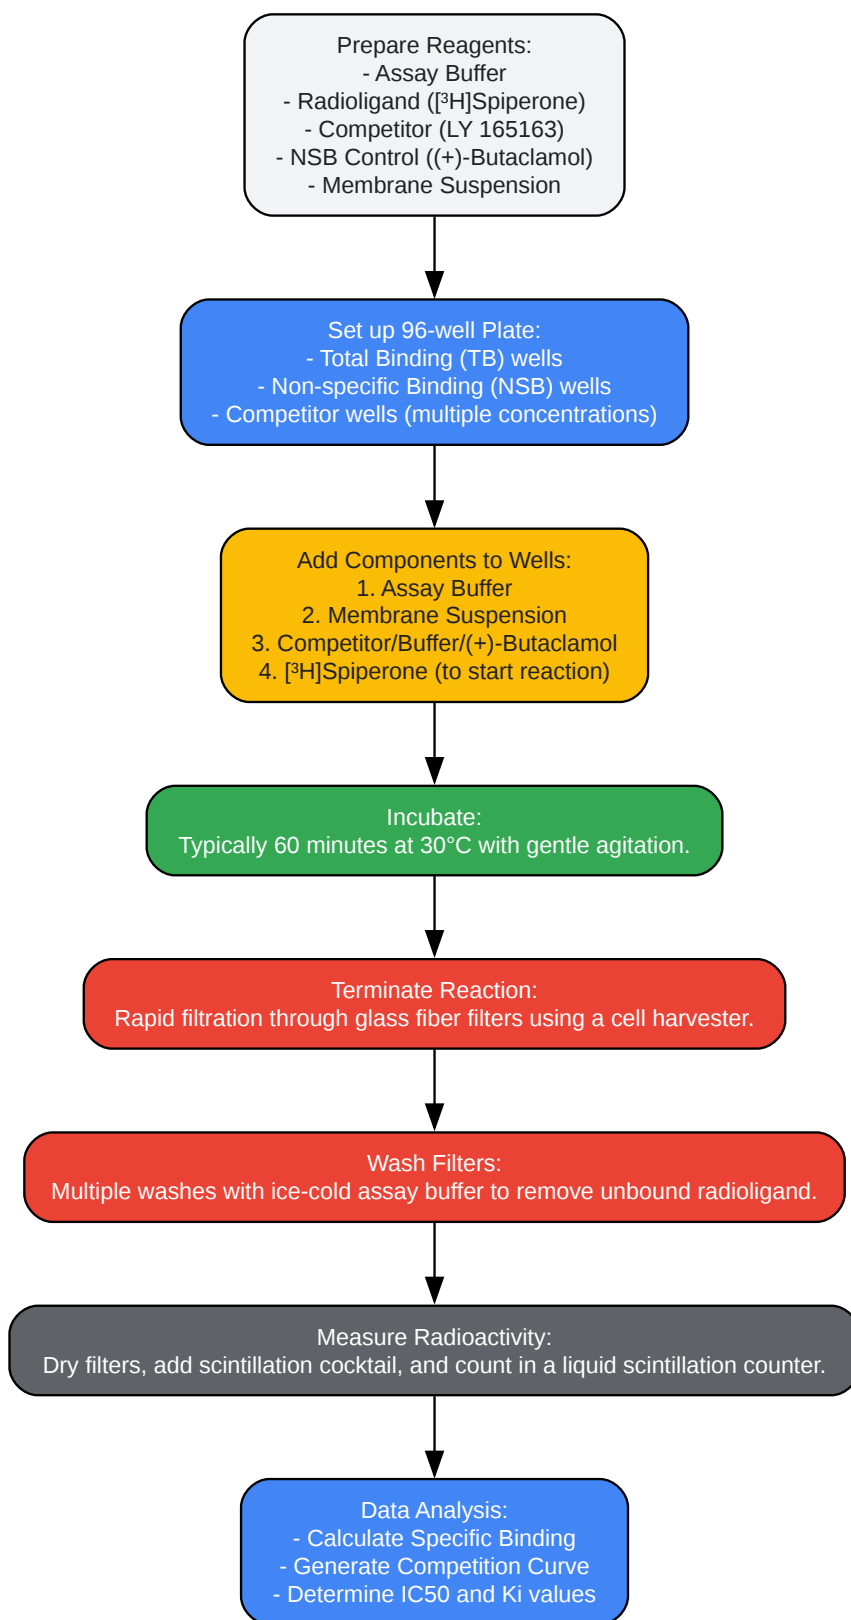 Prepare Reagents:
- Assay Buffer
- Radioligand ([³H]Spiperone)
- Competitor (LY 165163)
- NSB Control ((+)-Butaclamol)
- Membrane Suspension
Set up 96-well Plate:
- Total Binding (TB) wells
- Non-specific Binding (NSB) wells
- Competitor wells (multiple concentrations)
Add Components to Wells:
1. Assay Buffer
2. Membrane Suspension
3. Competitor/Buffer/(+)-Butaclamol
4. [³H]Spiperone (to start reaction)
Incubate:
Typically 60 minutes at 30°C with gentle agitation.
Terminate Reaction:
Rapid filtration through glass fiber filters using a cell harvester.
Wash Filters:
Multiple washes with ice-cold assay buffer to remove unbound radioligand.
Measure Radioactivity:
Dry filters, add scintillation cocktail, and count in a liquid scintillation counter.
Data Analysis:
- Calculate Specific Binding
- Generate Competition Curve
- Determine IC50 and Ki values